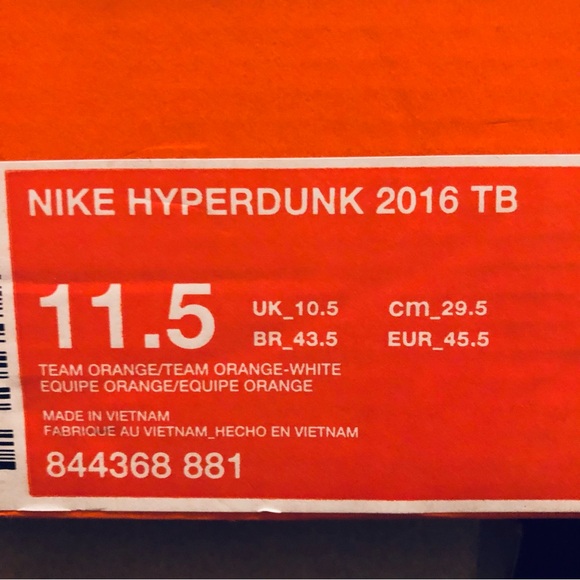 NIKE HYPERDUNK 2016 TB
11.5 UK_10.5 cm_29.5
BR_43.5 EUR_45.5
TEAM ORANGE/TEAM ORANGE-WHITE
EQUIPE ORANGE/EQUIPE ORANGE
MADE IN VIETNAM
FABRIQUE AU VIETNAM_HECHO EN VIETNAM
844368 881